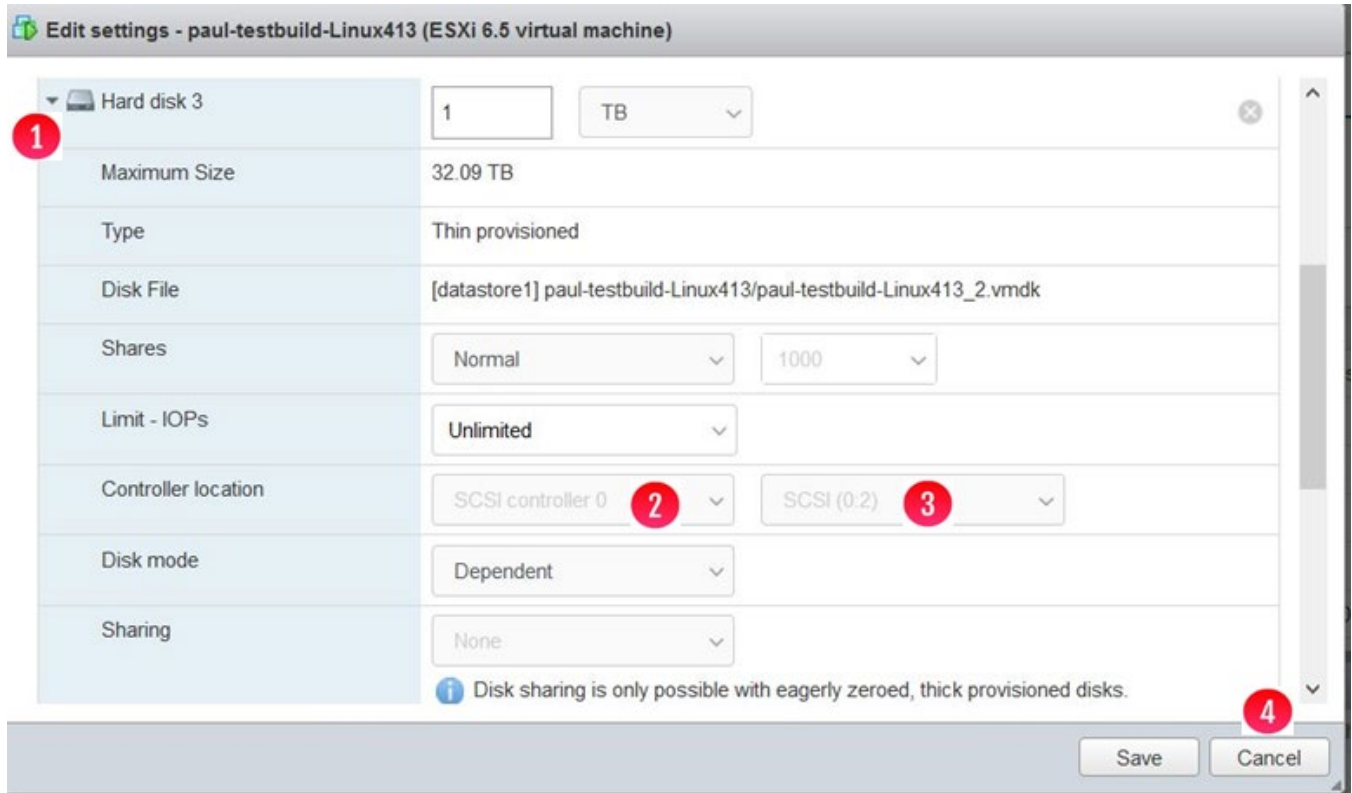 Edit settings - paul-testbuild-Linux413 (ESXi 6.5 virtual machine)
Hard disk 3 1 TB
1
Maximum Size 32.09 TB
Type Thin provisioned
Disk File [datastore1] paul-testbuild-Linux413/paul-testbuild-Linux413_2.vmdk
Shares Normal 1000
Limit - IOPs Unlimited
Controller location SCSI controller 0 2 SCSI (0:2) 3
Disk mode Dependent
Sharing None
Disk sharing is only possible with eagerly zeroed, thick provisioned disks.
4
Save Cancel